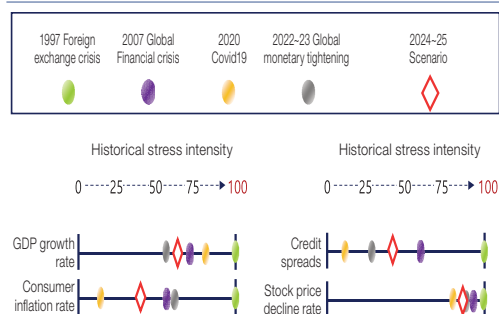 1997 Foreign
exchange crisis
2007 Global
Financial crisis
2020
Covid19
2022~23 Global
monetary tightening
2024~25
Scenario
Historical stress intensity
0 25 50 75 100
GDP growth
rate
Consumer
inflation rate
Historical stress intensity
0 25 50 75 100
Credit
spreads
Stock price
decline rate